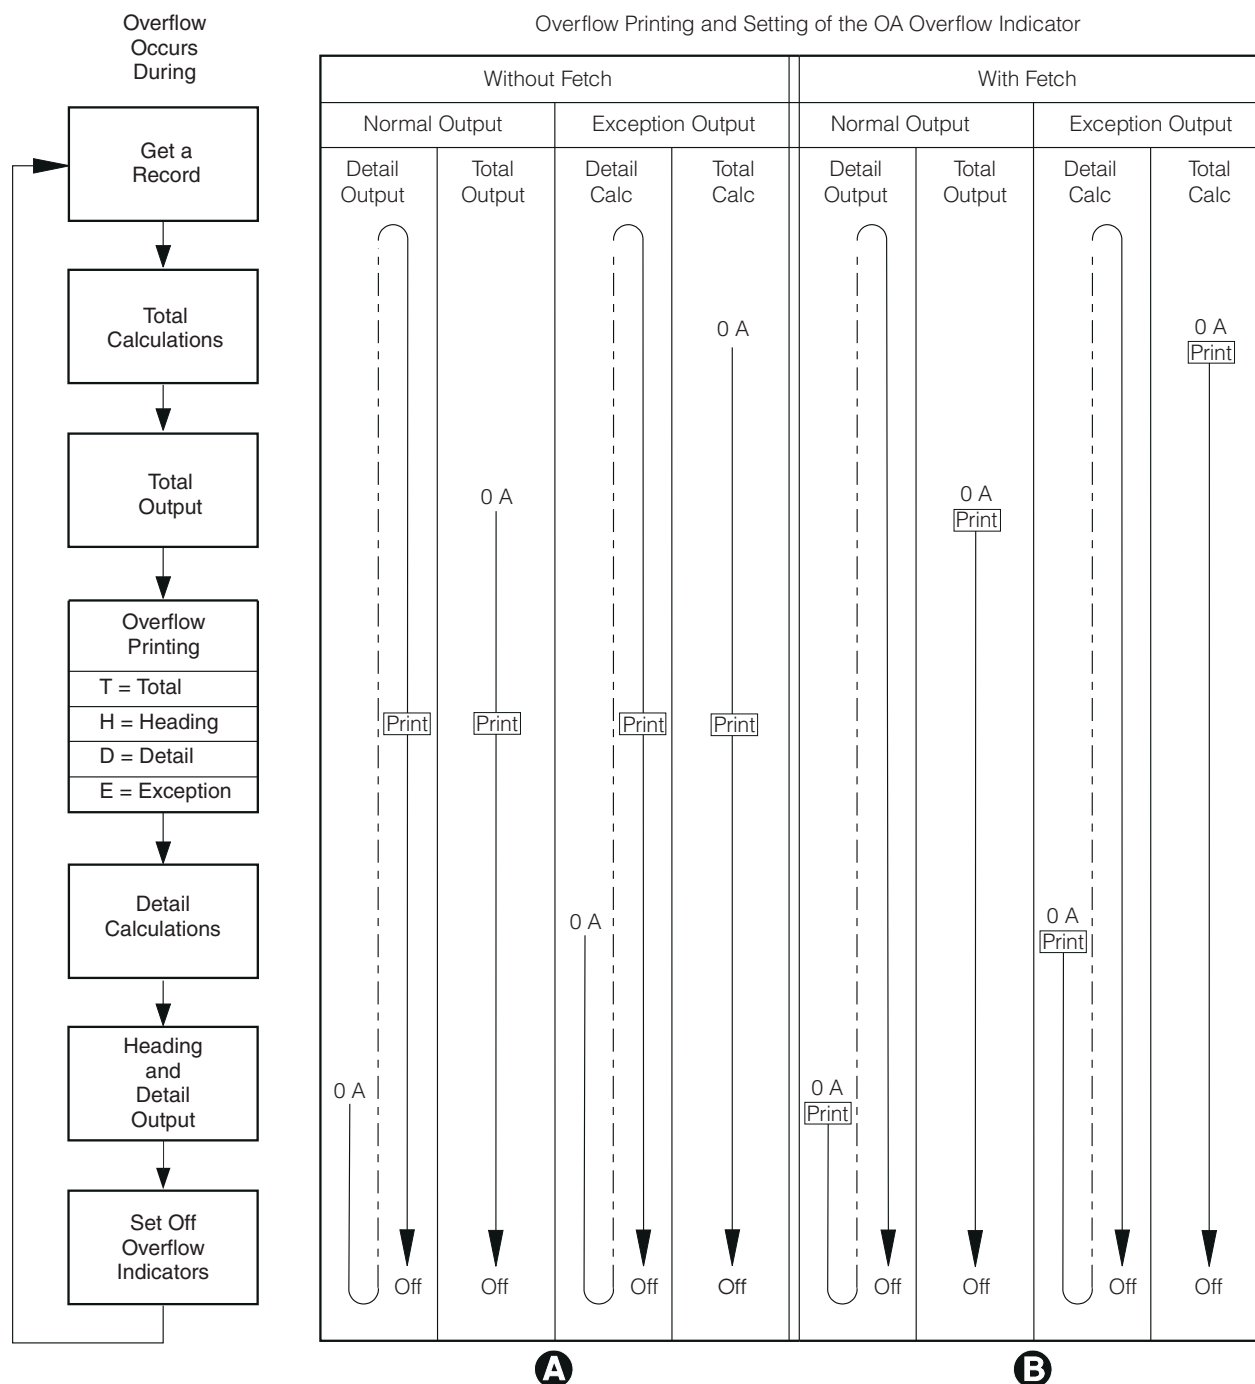 Overflow
Occurs
During
Get a
Record
Total
Calculations
Total
Output
Overflow
Printing
T = Total
H = Heading
D = Detail
E = Exception
Detail
Calculations
Heading
and
Detail
Output
Set Off
Overflow
Indicators
Overflow Printing and Setting of the OA Overflow Indicator
Without Fetch
With Fetch
Normal Output
Exception Output
Normal Output
Exception Output
Detail
Output
Total
Output
Detail
Calc
Total
Calc
Detail
Output
Total
Output
Detail
Calc
Total
Calc
0 A
0 A
Print
0 A
0 A
Print
Print
Print
Print
Print
0 A
0 A
Print
0 A
0 A
Print
Off
Off
Off
Off
Off
Off
Off
Off
A
B